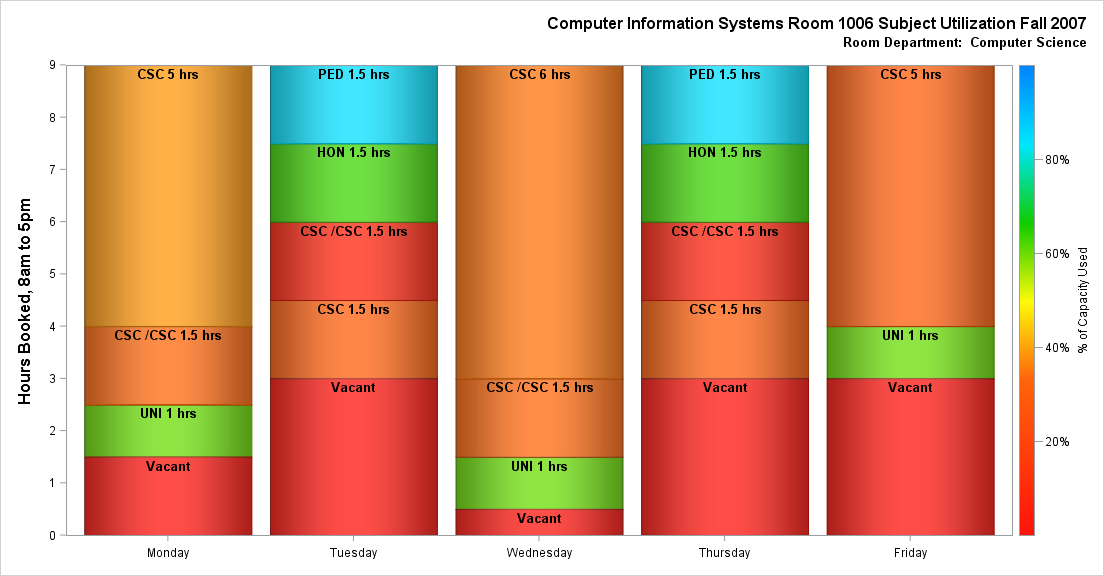 Computer Information Systems Room 1006 Subject Utilization Fall 2007
Room Department: Computer Science
Hours Booked, 8am to 5pm
9
8
7
6
5
4
3
2
1
0
CSC 5 hrs
CSC /CSC 1.5 hrs
UNI 1 hrs
Vacant
Monday
PED 1.5 hrs
HON 1.5 hrs
CSC /CSC 1.5 hrs
CSC 1.5 hrs
Vacant
Tuesday
CSC 6 hrs
CSC /CSC 1.5 hrs
UNI 1 hrs
Vacant
Wednesday
PED 1.5 hrs
HON 1.5 hrs
CSC /CSC 1.5 hrs
CSC 1.5 hrs
Vacant
Thursday
CSC 5 hrs
UNI 1 hrs
Vacant
Friday
80%
60%
40%
20%
% of Capacity Used